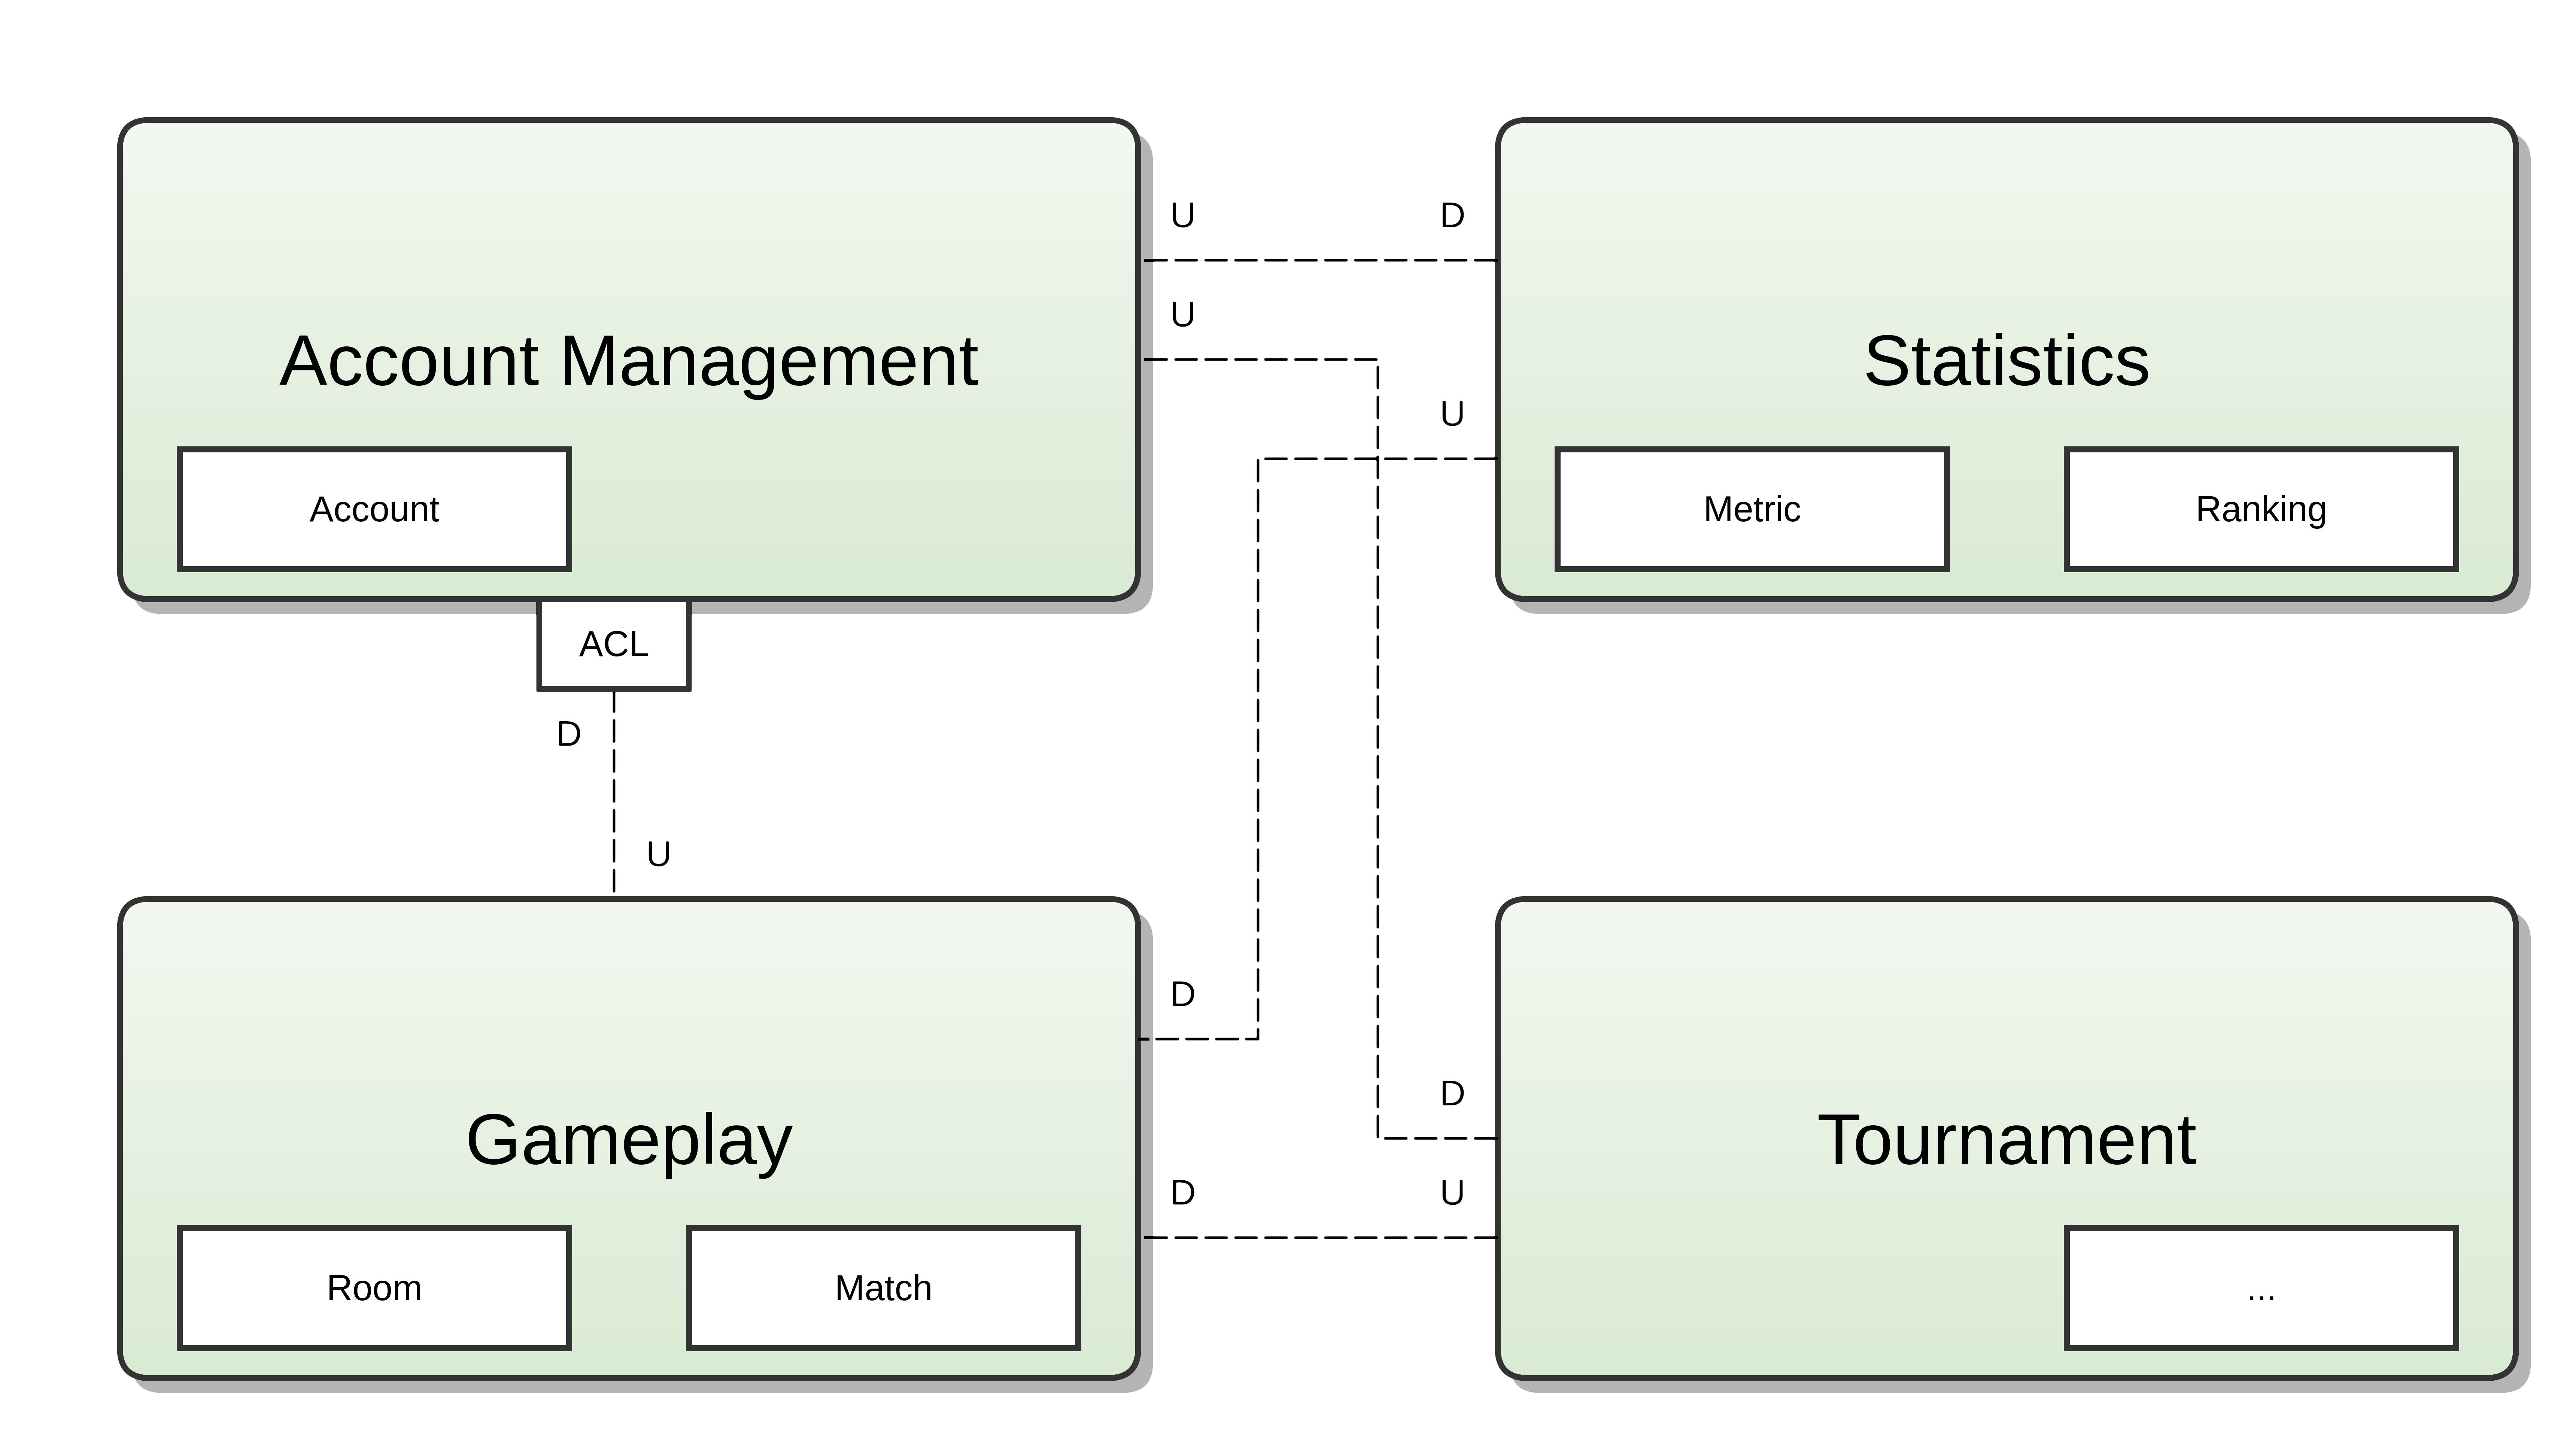 U
D
U
Account Management
Statistics
U
Account
Metric
Ranking
ACL
D
U
D
D
Gameplay
Tournament
D
U
Room
Match
...